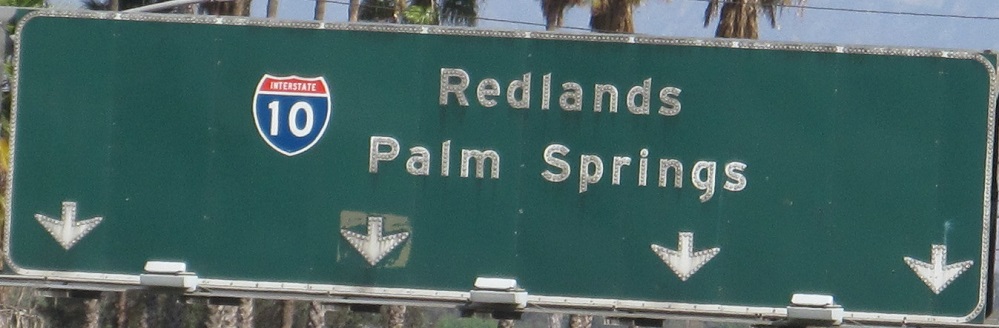 INTERSTATE
10
Redlands
Palm Springs